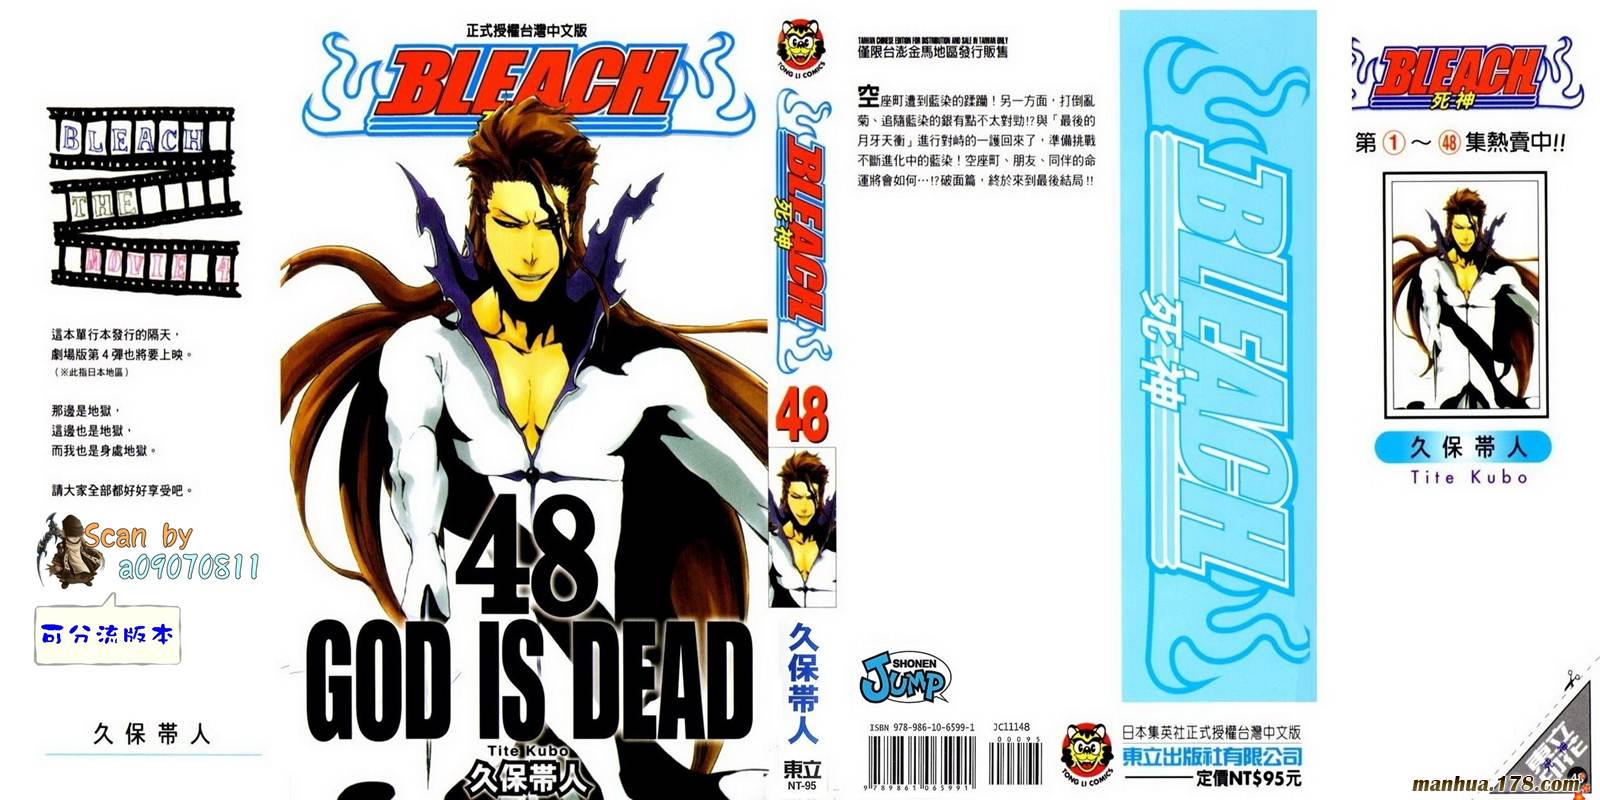 BLEACH
THE
MOVIE 4
這本單行本發行的隔天，
劇場版第4彈也將要上映。
（※此指日本地區）
那邊是地獄，
這邊也是地獄，
而我也是身處地獄。
請大家全部都好好享受吧。
Scan by
a09070811
可分流版本
久保帯人
正式授權台灣中文版
BLEACH
48
GOD IS DEAD
Tite Kubo
久保帯人
TONG LI COMICS
BLEACH
死神
48
久保帯人
東立
NT-95
TAIWAN CHINESE EDITION FOR DISTRIBUTION AND SALE IN TAIWAN ONLY
僅限台澎金馬地區發行販售
空座町遭到藍染的蹂躪！另一方面，打倒亂
菊、追隨藍染的銀有點不太對勁!?與「最後的
月牙天衝」進行對峙的一護回來了，準備挑戰
不斷進化中的藍染！空座町、朋友、同伴的命
運將會如何…!?破面篇，終於來到最後結局!!
SHONEN
JUMP
ISBN 978-986-10-6599-1
JC11148
00095
9789861065991
TONG LI COMICS
日本集英社正式授權台灣中文版
東立出版社有限公司
定價NT$95元
BLEACH
死神
BLEACH
死神
第1～48集熱賣中!!
久保帯人
Tite Kubo
東立
manhua.178.com